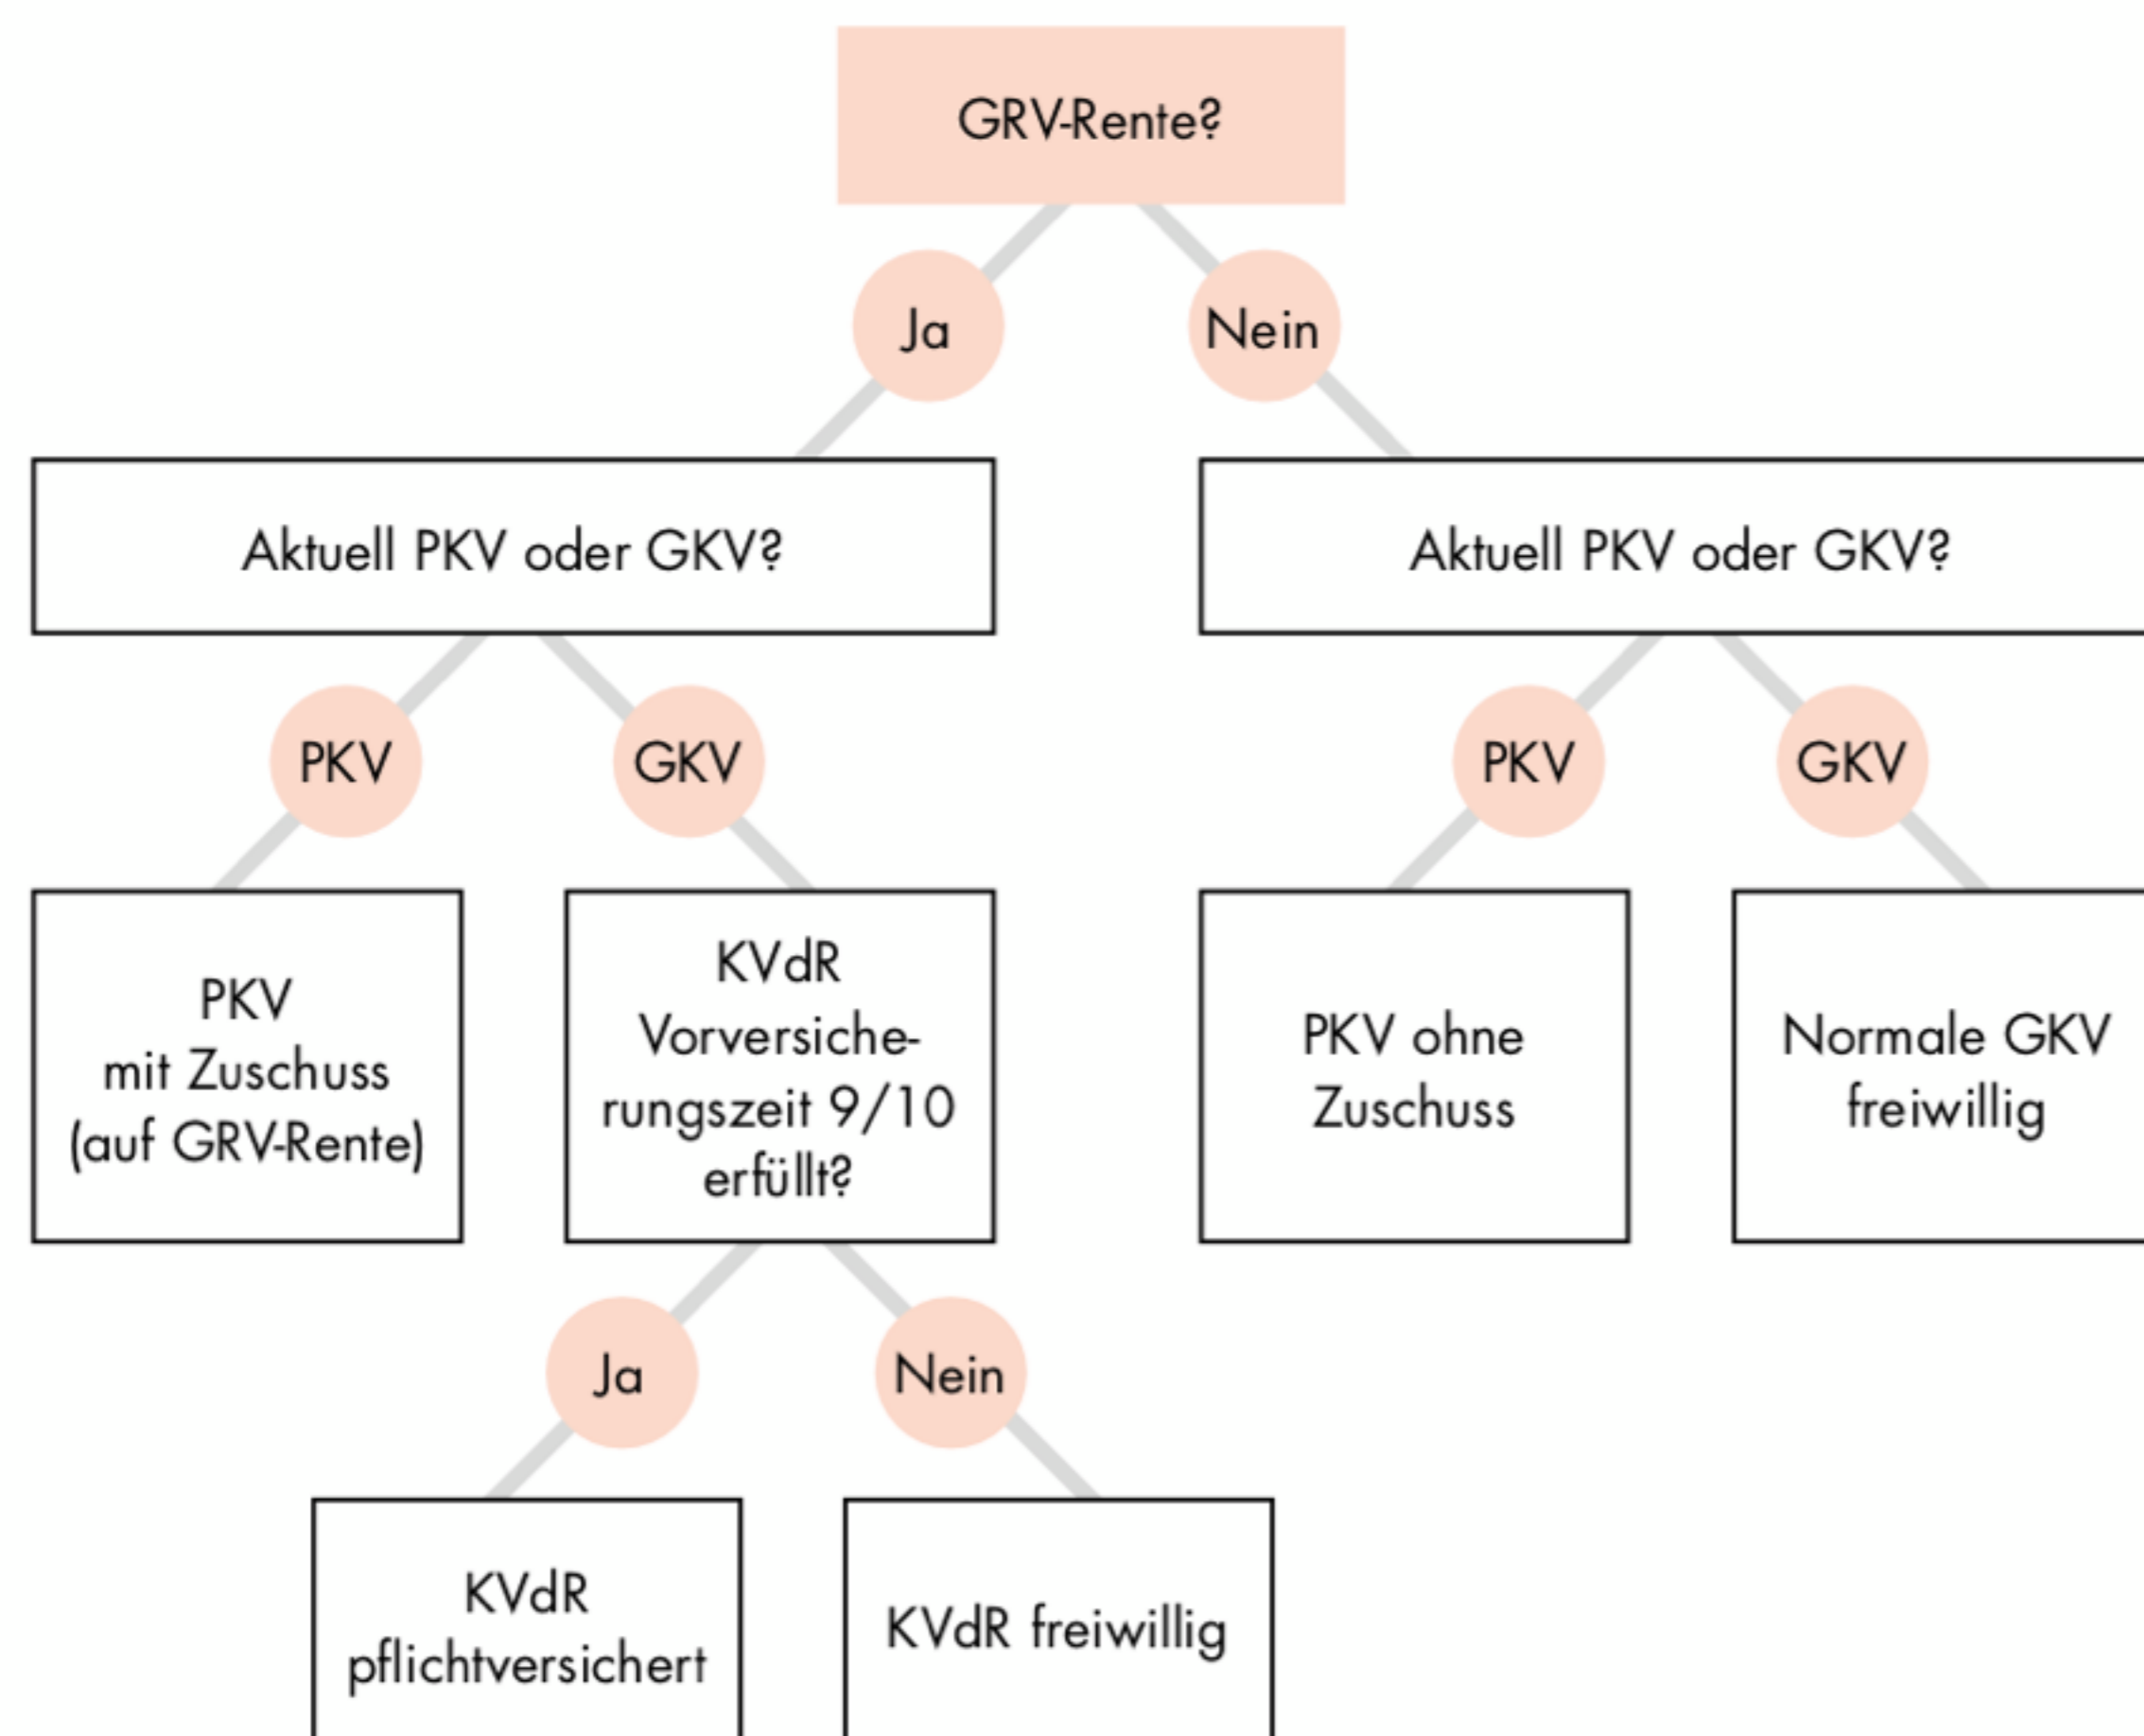 GRV-Rente?
Ja
Nein
Aktuell PKV oder GKV?
Aktuell PKV oder GKV?
PKV
GKV
PKV
GKV
PKV
mit Zuschuss
(auf GRV-Rente)
KVdR
Vorversiche-
rungszeit 9/10
erfüllt?
PKV ohne
Zuschuss
Normale GKV
freiwillig
Ja
Nein
KVdR
pflichtversichert
KVdR freiwillig